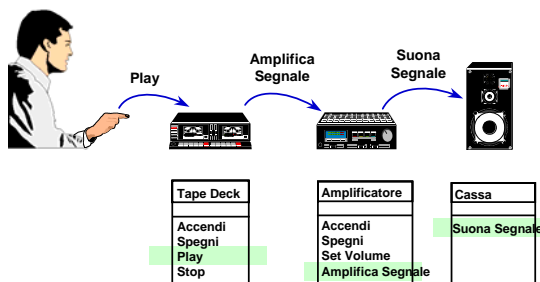 Play
Amplifica
Segnale
Suona
Segnale
Tape Deck
Accendi
Spegni
Play
Stop
Amplificatore
Accendi
Spegni
Set Volume
Amplifica Segnale
Cassa
Suona Segnale